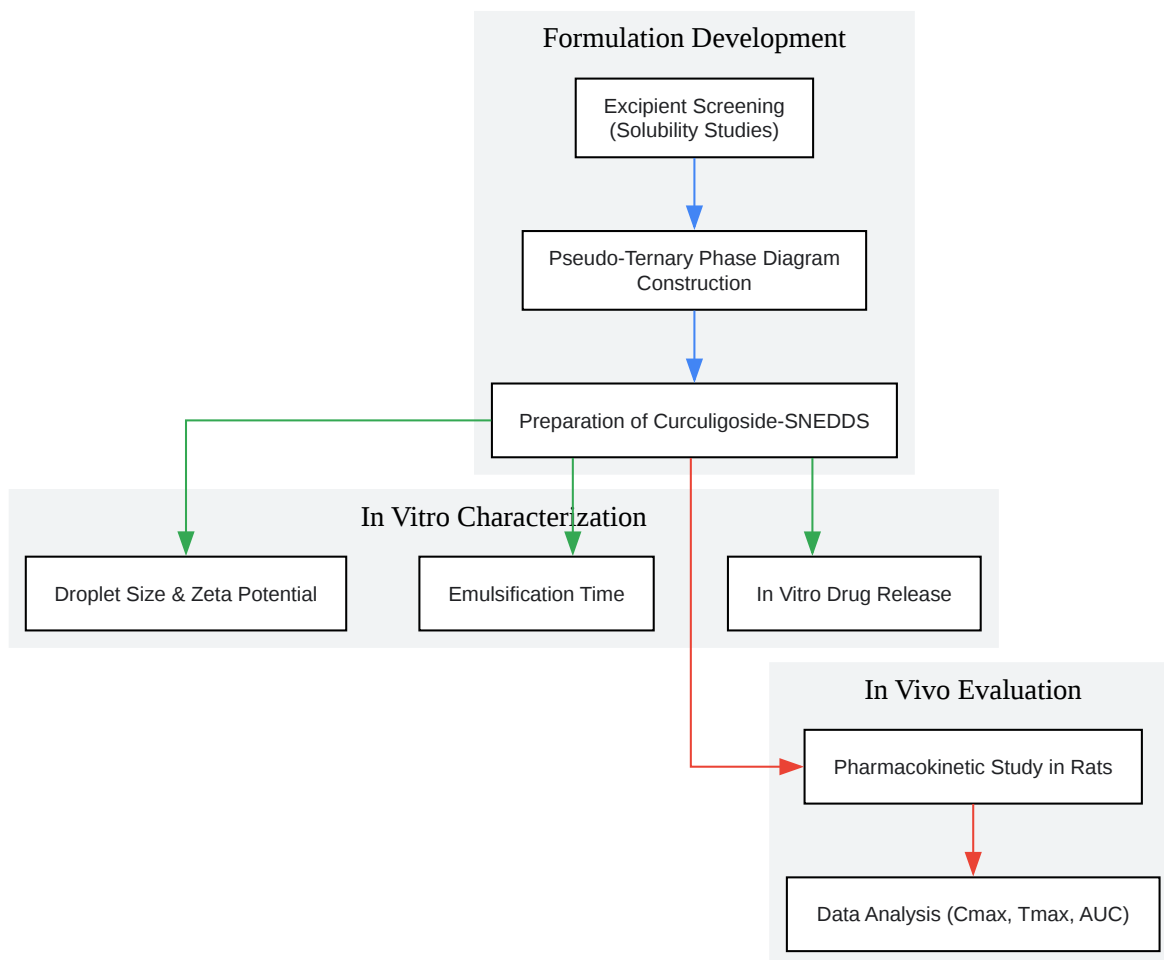 Formulation Development
Excipient Screening
(Solubility Studies)
Pseudo-Ternary Phase Diagram
Construction
Preparation of Curculigoside-SNEDDS
In Vitro Characterization
Droplet Size & Zeta Potential
Emulsification Time
In Vitro Drug Release
In Vivo Evaluation
Pharmacokinetic Study in Rats
Data Analysis (Cmax, Tmax, AUC)